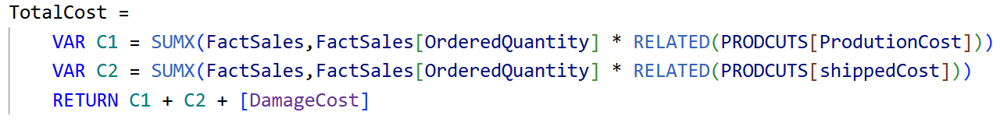 TotalCost =
VAR C1 = SUMX(FactSales,FactSales[OrderedQuantity] * RELATED(PRODCUTS[ProdutionCost]))
VAR C2 = SUMX(FactSales,FactSales[OrderedQuantity] * RELATED(PRODCUTS[shippedCost]))
RETURN C1 + C2 + [DamageCost]